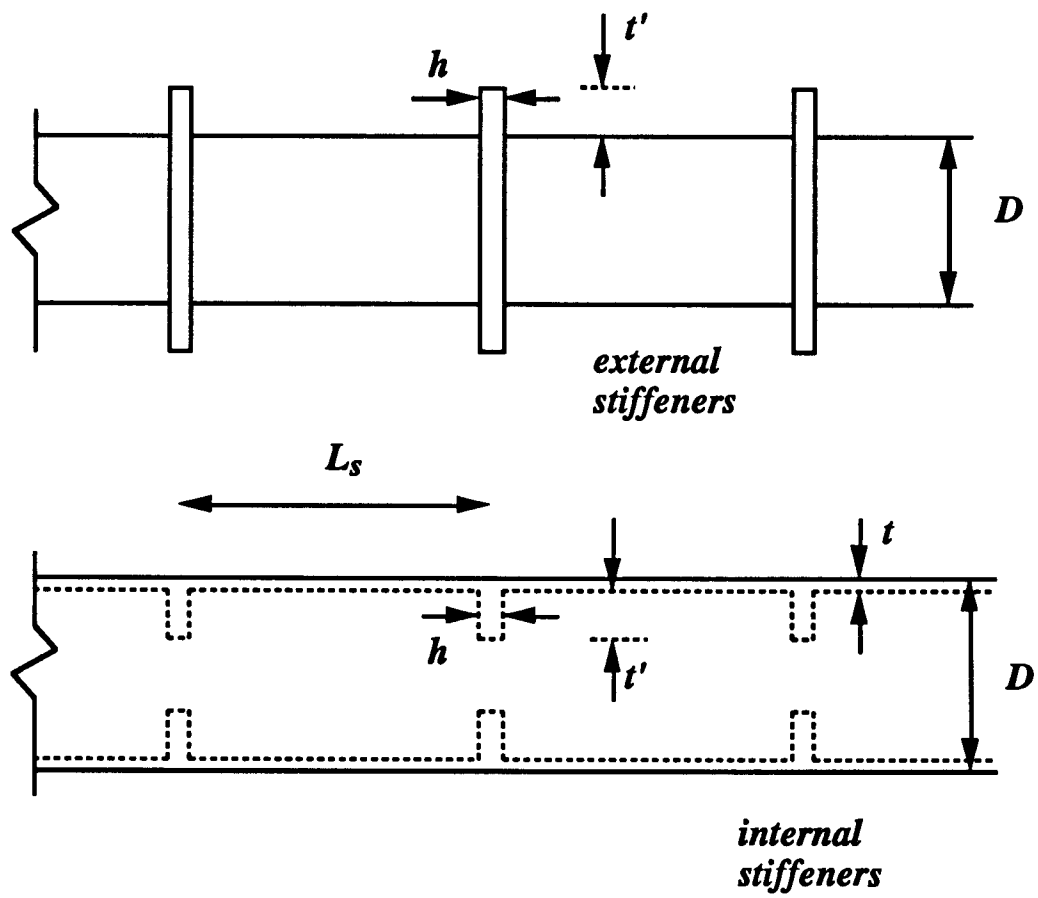 t'
h
D
external
stiffeners
L_s
t
h
t'
D
internal
stiffeners